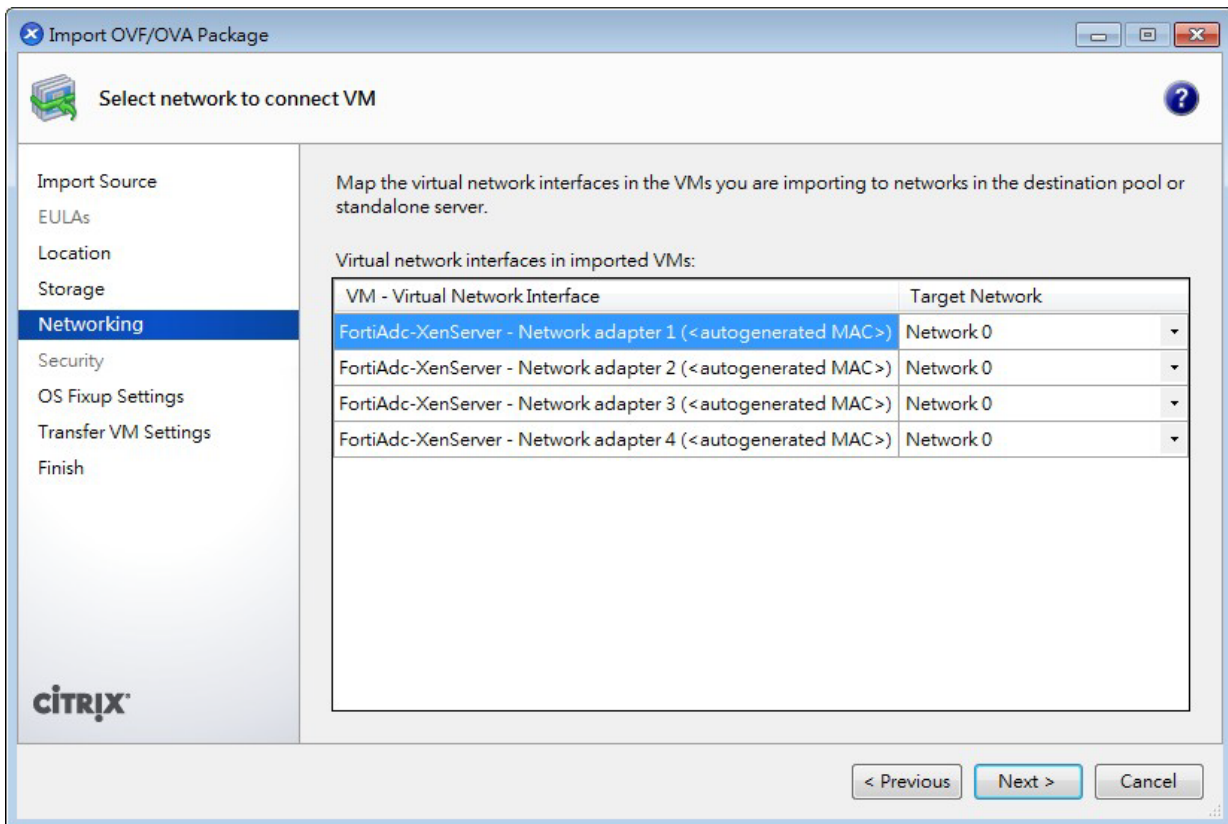 Import OVF/OVA Package
Select network to connect VM
?
Import Source
EULAs
Location
Storage
Networking
Security
OS Fixup Settings
Transfer VM Settings
Finish
CİTRIX
Map the virtual network interfaces in the VMs you are importing to networks in the destination pool or
standalone server.
Virtual network interfaces in imported VMs:
VM - Virtual Network Interface Target Network
FortiAdc-XenServer - Network adapter 1 (<autogenerated MAC>) Network 0
FortiAdc-XenServer - Network adapter 2 (<autogenerated MAC>) Network 0
FortiAdc-XenServer - Network adapter 3 (<autogenerated MAC>) Network 0
FortiAdc-XenServer - Network adapter 4 (<autogenerated MAC>) Network 0
< Previous Next > Cancel